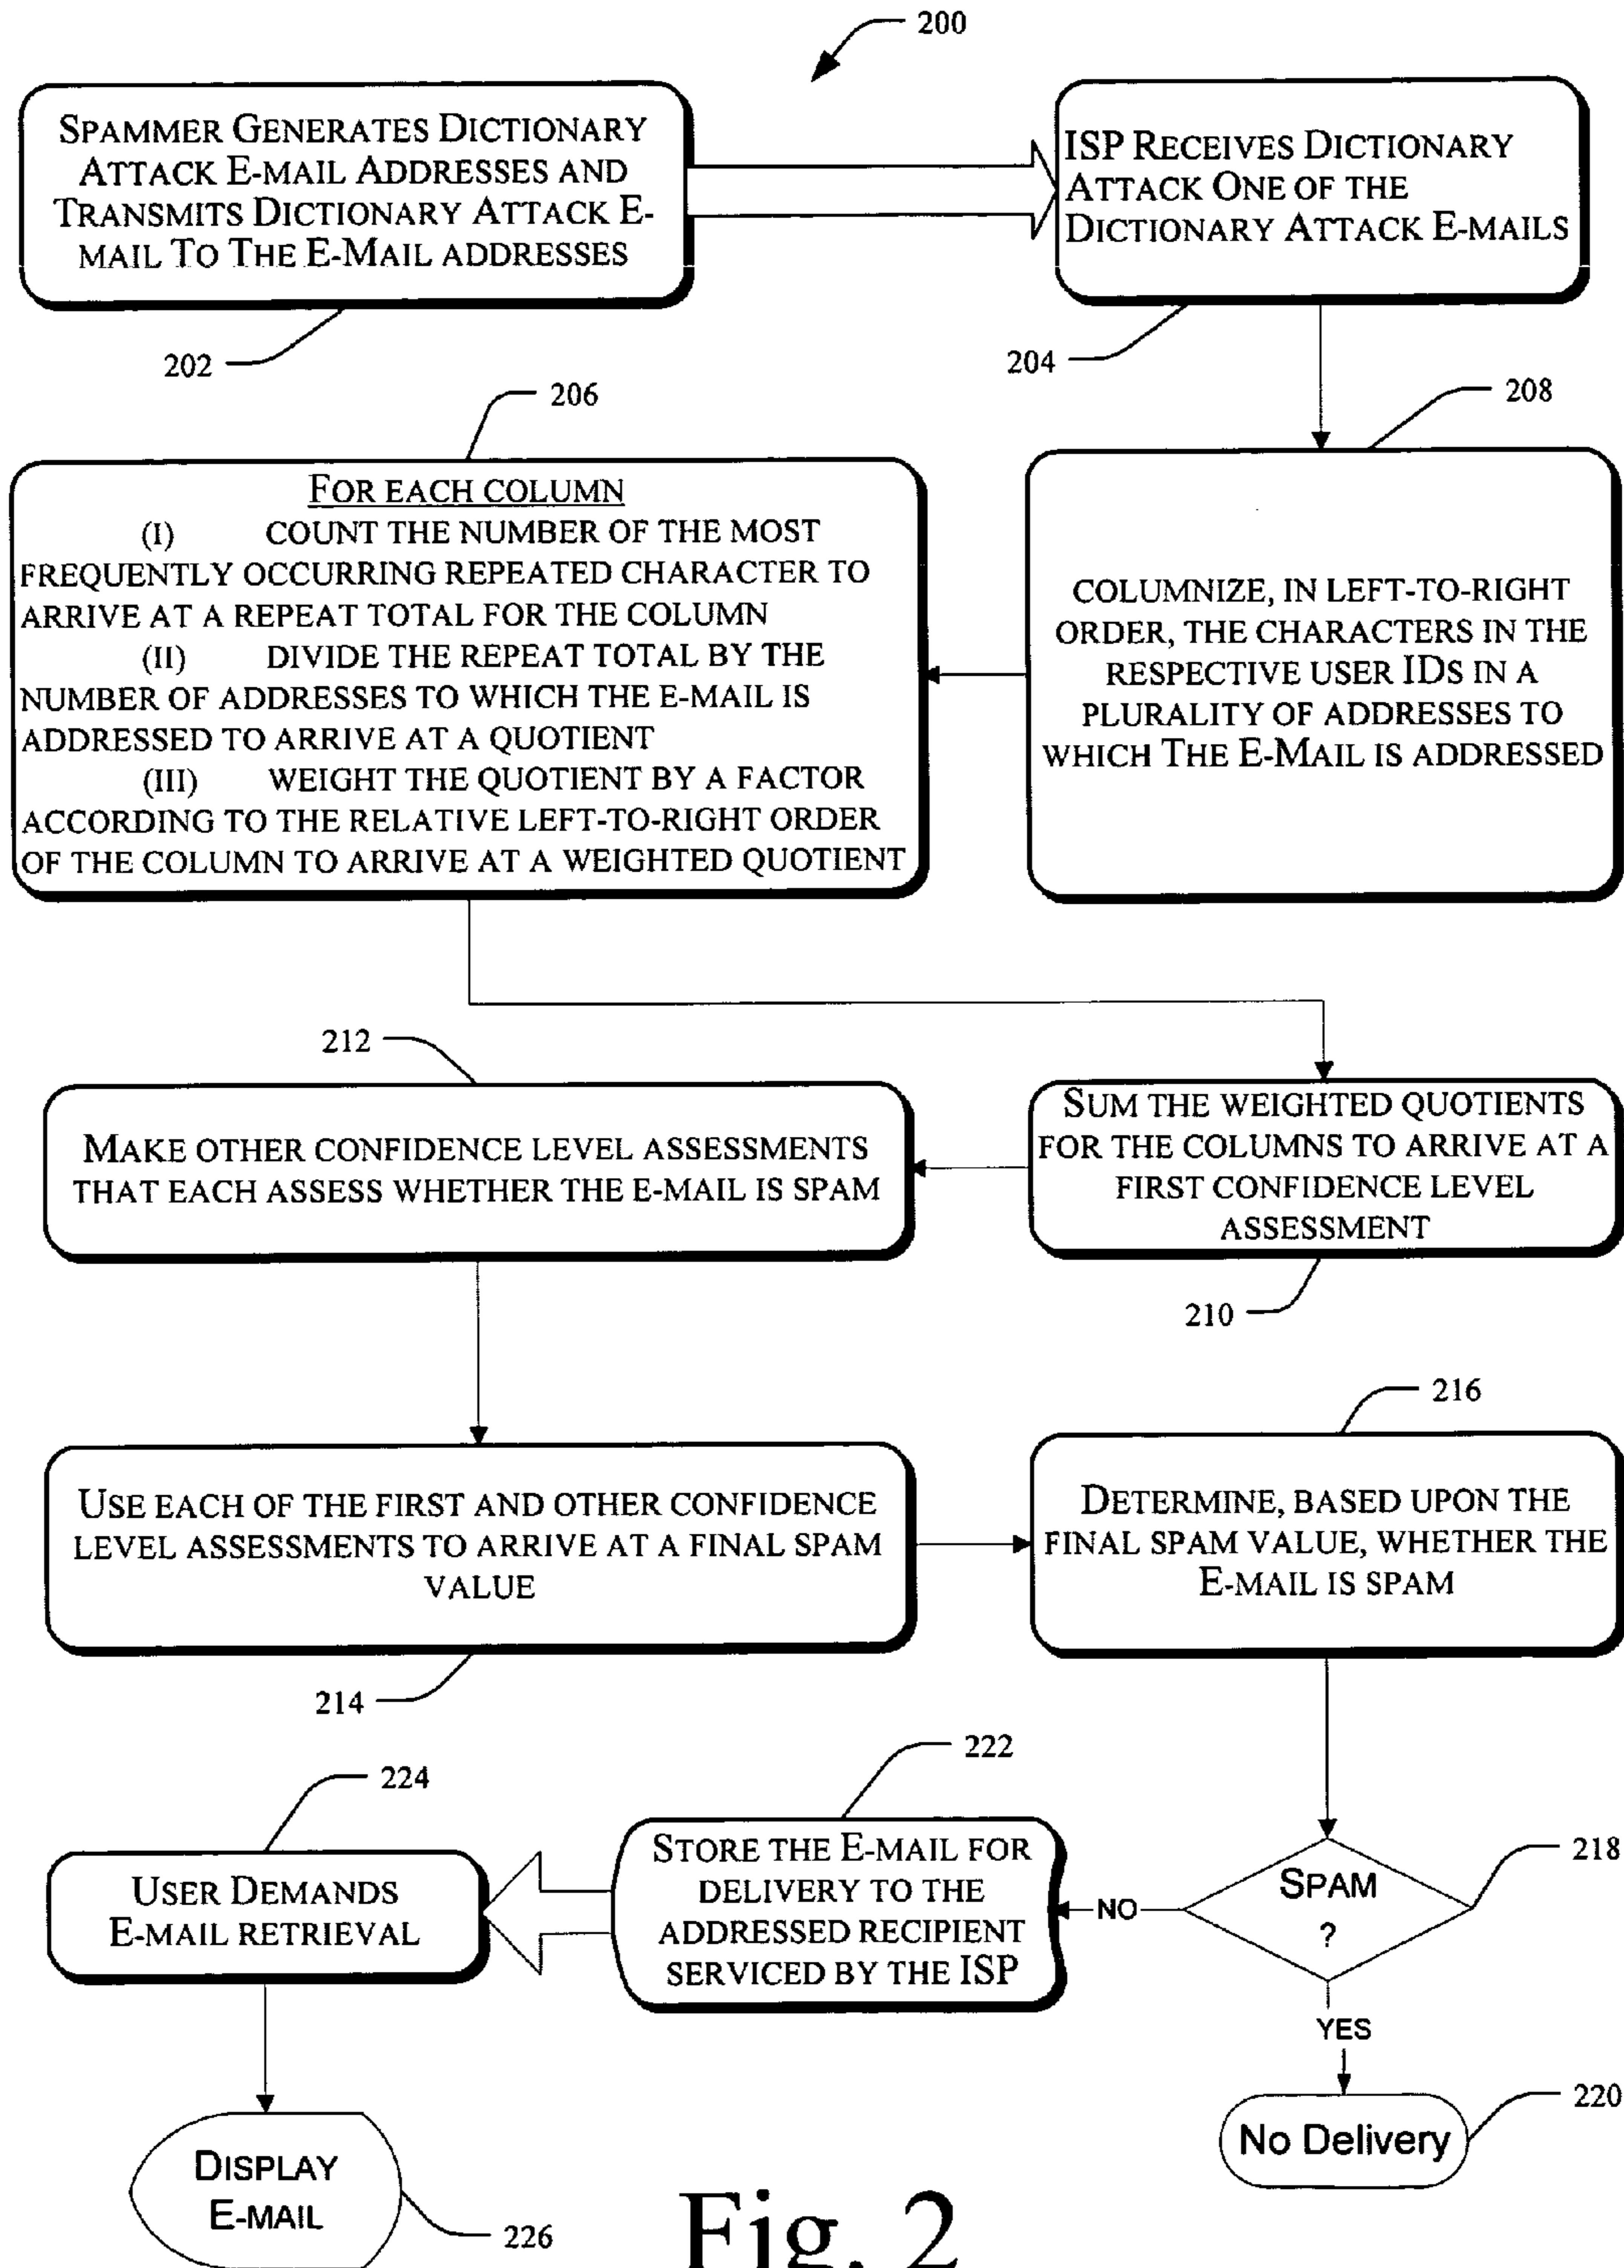 200
SPAMMER GENERATES DICTIONARY
ATTACK E-MAIL ADDRESSES AND
TRANSMITS DICTIONARY ATTACK E-
MAIL TO THE E-MAIL ADDRESSES
202
ISP RECEIVES DICTIONARY
ATTACK ONE OF THE
DICTIONARY ATTACK E-MAILS
204
208
COLUMNIZE, IN LEFT-TO-RIGHT
ORDER, THE CHARACTERS IN THE
RESPECTIVE USER IDS IN A
PLURALITY OF ADDRESSES TO
WHICH THE E-MAIL IS ADDRESSED
206
FOR EACH COLUMN
(I) COUNT THE NUMBER OF THE MOST
FREQUENTLY OCCURRING REPEATED CHARACTER TO
ARRIVE AT A REPEAT TOTAL FOR THE COLUMN
(II) DIVIDE THE REPEAT TOTAL BY THE
NUMBER OF ADDRESSES TO WHICH THE E-MAIL IS
ADDRESSED TO ARRIVE AT A QUOTIENT
(III) WEIGHT THE QUOTIENT BY A FACTOR
ACCORDING TO THE RELATIVE LEFT-TO-RIGHT ORDER
OF THE COLUMN TO ARRIVE AT A WEIGHTED QUOTIENT
SUM THE WEIGHTED QUOTIENTS
FOR THE COLUMNS TO ARRIVE AT A
FIRST CONFIDENCE LEVEL
ASSESSMENT
210
212
MAKE OTHER CONFIDENCE LEVEL ASSESSMENTS
THAT EACH ASSESS WHETHER THE E-MAIL IS SPAM
USE EACH OF THE FIRST AND OTHER CONFIDENCE
LEVEL ASSESSMENTS TO ARRIVE AT A FINAL SPAM
VALUE
214
216
DETERMINE, BASED UPON THE
FINAL SPAM VALUE, WHETHER THE
E-MAIL IS SPAM
SPAM
?
218
NO
YES
No Delivery
220
222
STORE THE E-MAIL FOR
DELIVERY TO THE
ADDRESSED RECIPIENT
SERVICED BY THE ISP
224
USER DEMANDS
E-MAIL RETRIEVAL
DISPLAY
E-MAIL
226
Fig. 2